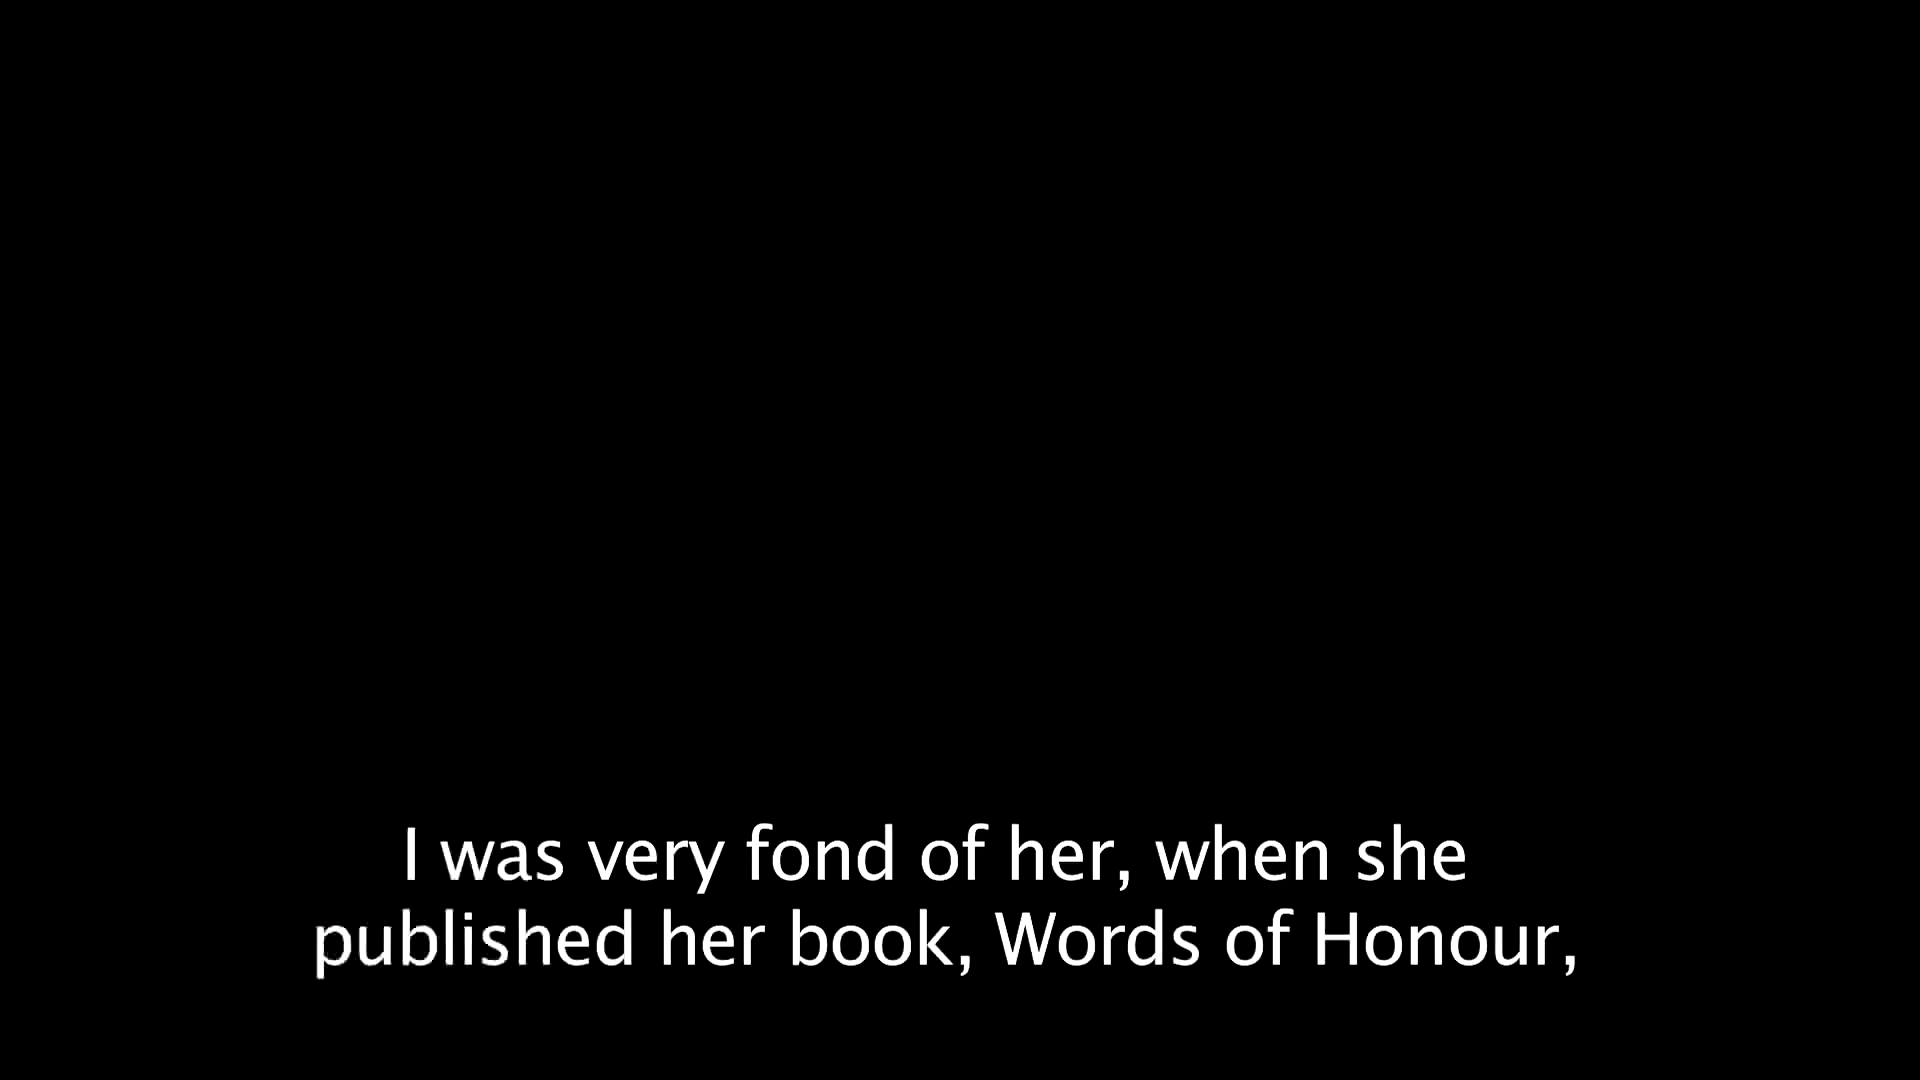 I was very fond of her, when she
published her book, Words of Honour,